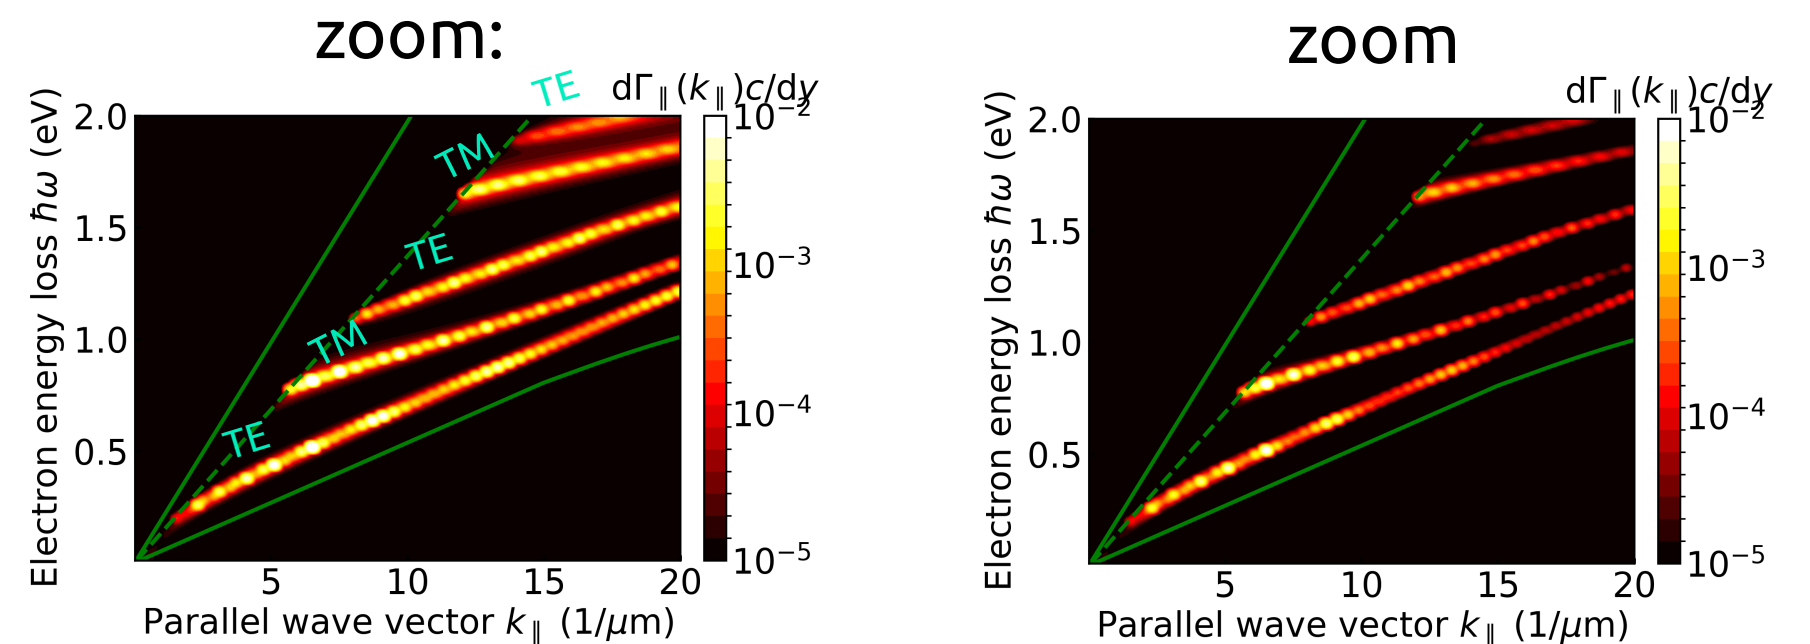 zoom:
TE
dΓ∥(k∥)c/dy
TM
TE
TM
TE
Electron energy loss ħω (eV)
2.0
1.5
1.0
0.5
5 10 15 20
Parallel wave vector k∥ (1/μm)
10⁻²
10⁻³
10⁻⁴
10⁻⁵
zoom
dΓ∥(k∥)c/dy
Electron energy loss ħω (eV)
2.0
1.5
1.0
0.5
5 10 15 20
Parallel wave vector k∥ (1/μm)
10⁻²
10⁻³
10⁻⁴
10⁻⁵